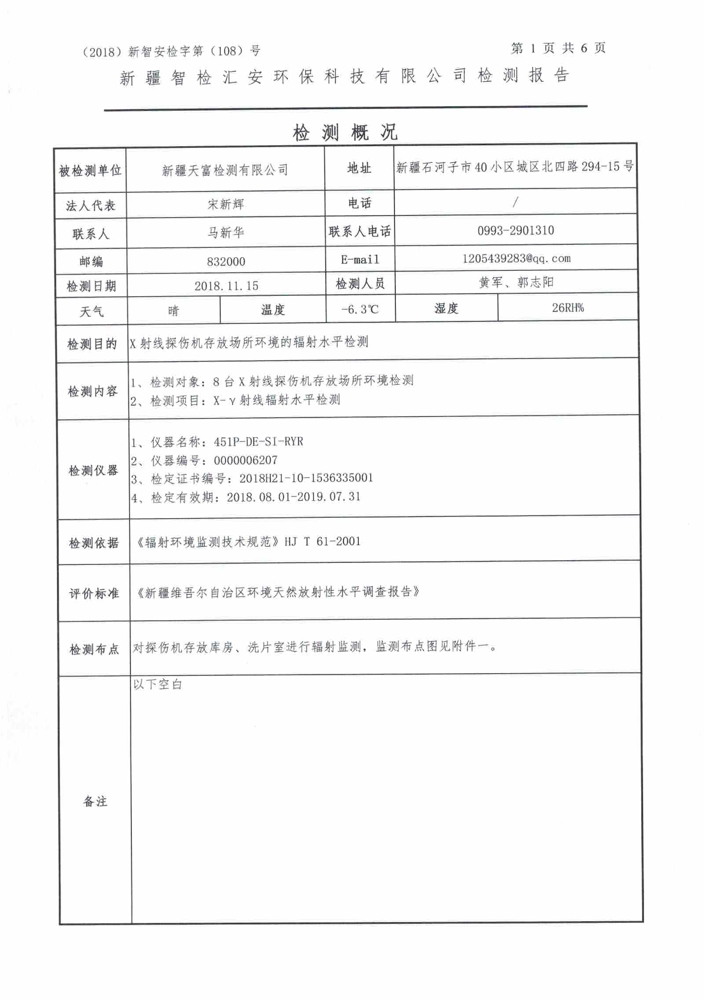 （2018）新智安检字第（108）号
第 1 页 共 6 页
新疆智检汇安环保科技有限公司检测报告
检测概况
被检测单位 新疆天富检测有限公司 地址 新疆石河子市40小区城区北四路294-15号
法人代表 宋新辉 电话 /
联系人 马新华 联系人电话 0993-2901310
邮编 832000 E-mail 1205439283@qq.com
检测日期 2018.11.15 检测人员 黄军、郭志阳
天气 晴 温度 -6.3℃ 湿度 26RH%
检测目的 X射线探伤机存放场所环境的辐射水平检测
检测内容
1、检测对象：8台X射线探伤机存放场所环境检测
2、检测项目：X-γ射线辐射水平检测
检测仪器
1、仪器名称：451P-DE-SI-RYR
2、仪器编号：0000006207
3、检定证书编号：2018H21-10-1536335001
4、检定有效期：2018.08.01-2019.07.31
检测依据 《辐射环境监测技术规范》HJ T 61-2001
评价标准 《新疆维吾尔自治区环境天然放射性水平调查报告》
检测布点 对探伤机存放库房、洗片室进行辐射监测，监测布点图见附件一。
备注 以下空白